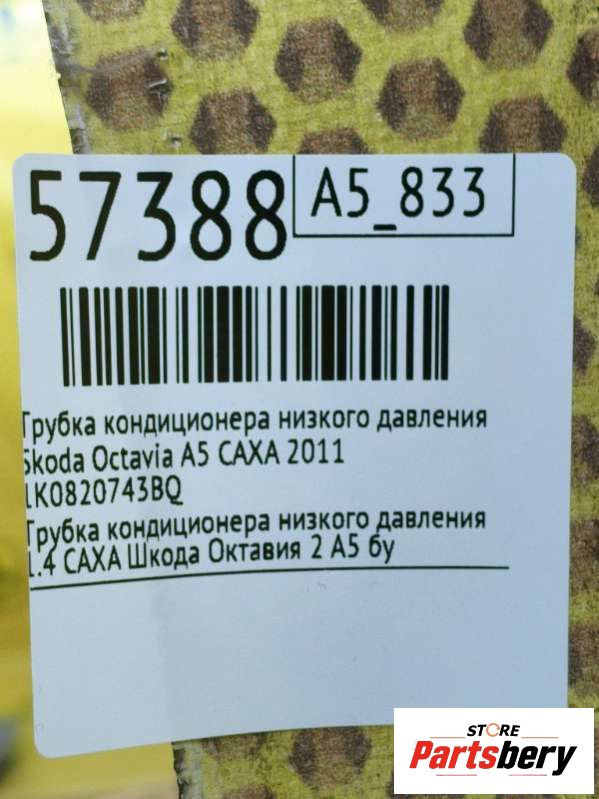 57388
A5_833
Трубка кондиционера низкого давления
Skoda Octavia A5 CAXA 2011
1K0820743BQ
Трубка кондиционера низкого давления
1.4 CAXA Шкода Октавия 2 А5 бу
STORE
Partsbery